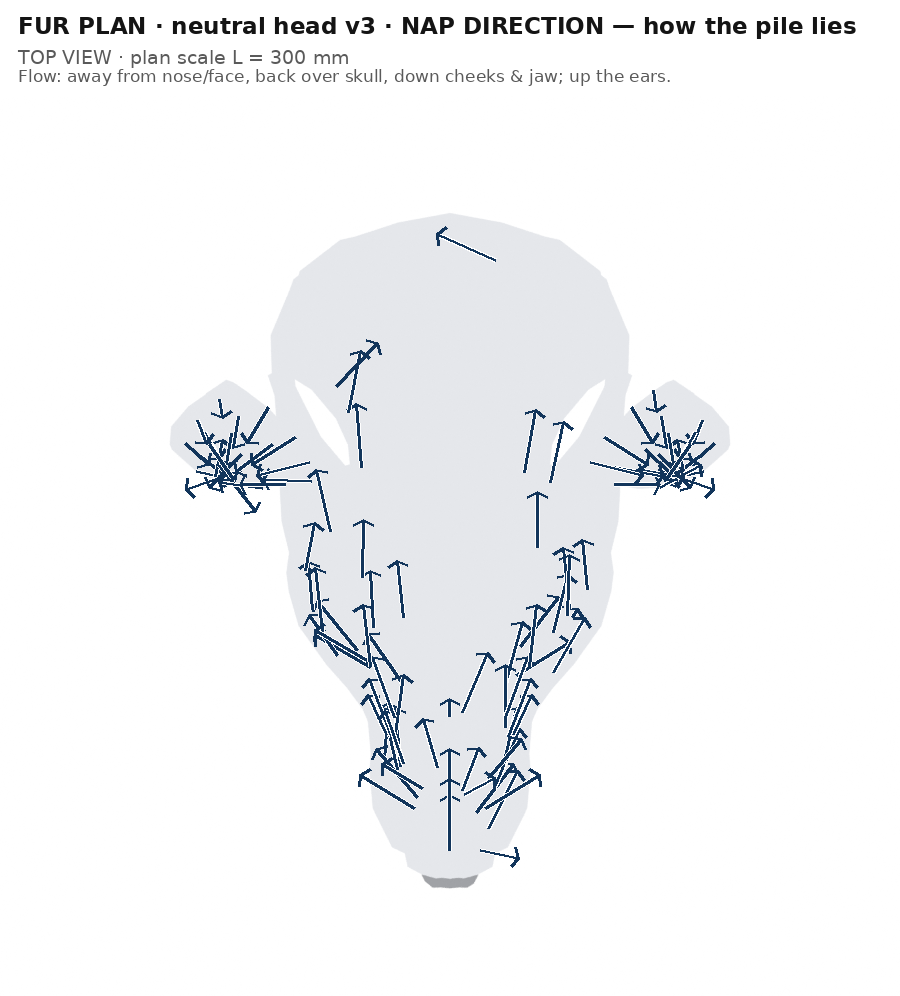 FUR PLAN · neutral head v3 · NAP DIRECTION — how the pile lies
TOP VIEW · plan scale L = 300 mm
Flow: away from nose/face, back over skull, down cheeks & jaw; up the ears.